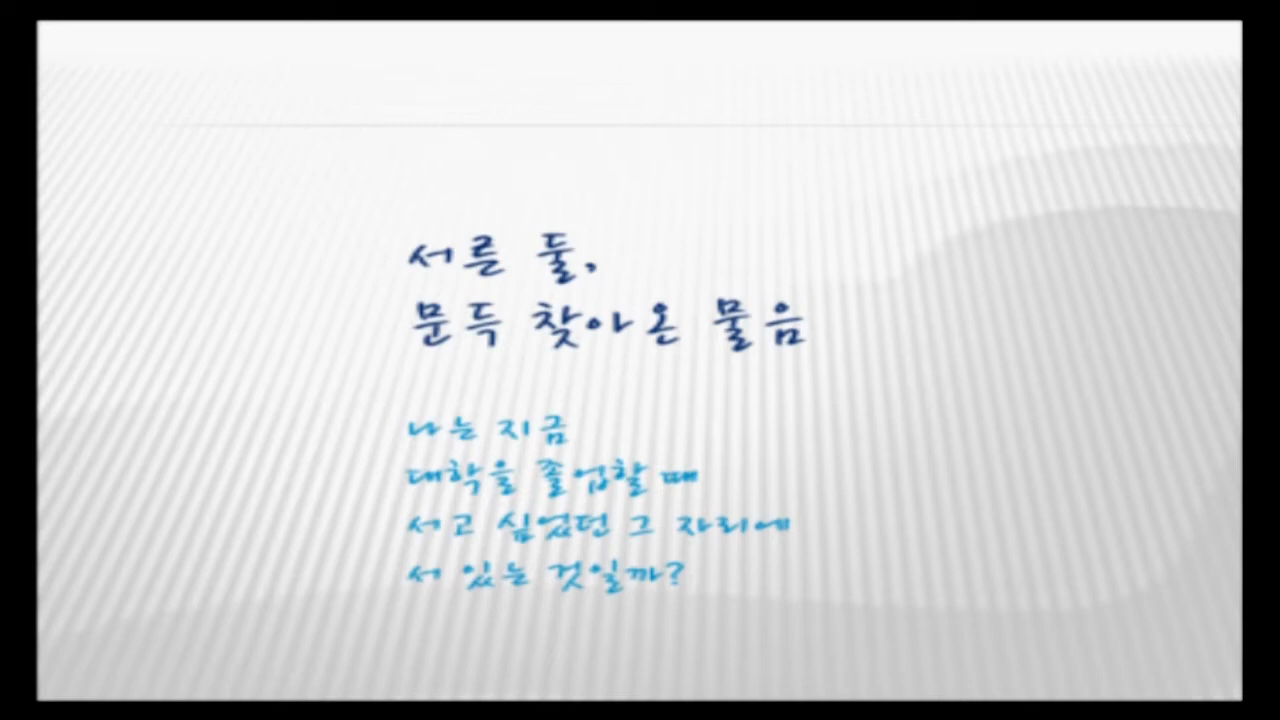 서른 둘,
문득 찾아온 물음
나는 지금
대학을 졸업할 때
서고 싶었던 그 자리에
서 있는 것일까?